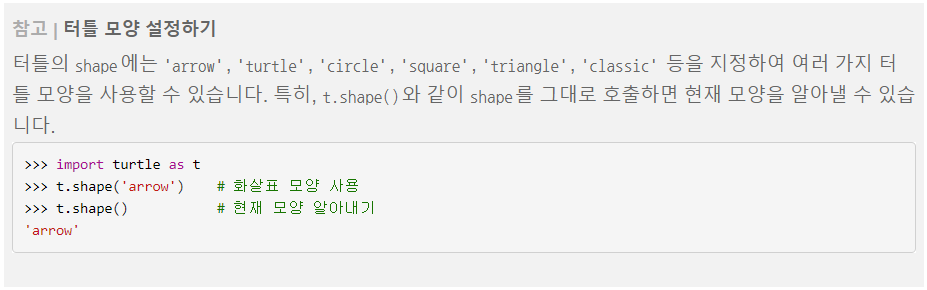 참고 | 터틀 모양 설정하기
터틀의 shape에는 'arrow', 'turtle', 'circle', 'square', 'triangle', 'classic' 등을 지정하여 여러 가지 터
틀 모양을 사용할 수 있습니다. 특히, t.shape()와 같이 shape를 그대로 호출하면 현재 모양을 알아낼 수 있습
니다.
>>> import turtle as t
>>> t.shape('arrow')    # 화살표 모양 사용
>>> t.shape()           # 현재 모양 알아내기
'arrow'